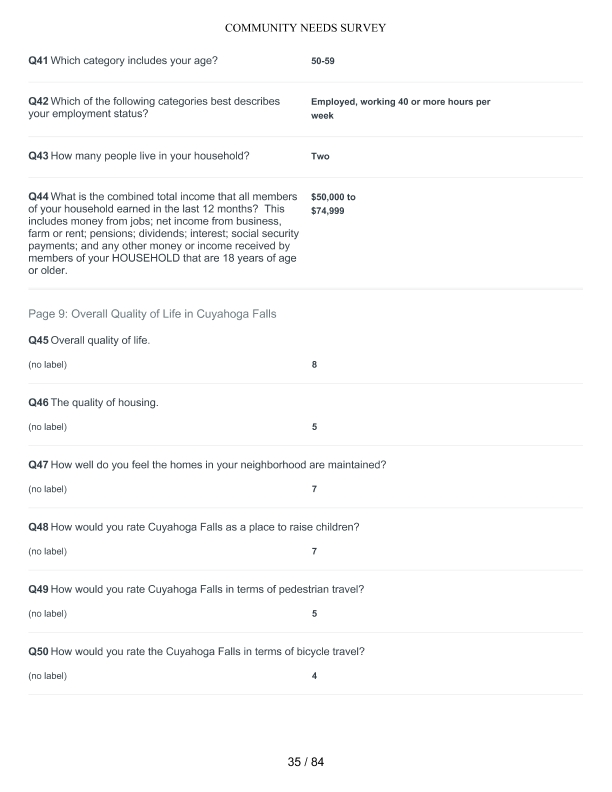 COMMUNITY NEEDS SURVEY
Q41 Which category includes your age?
50-59
Q42 Which of the following categories best describes
your employment status?
Employed, working 40 or more hours per
week
Q43 How many people live in your household?
Two
Q44 What is the combined total income that all members
of your household earned in the last 12 months?  This
includes money from jobs; net income from business,
farm or rent; pensions; dividends; interest; social security
payments; and any other money or income received by
members of your HOUSEHOLD that are 18 years of age
or older.
$50,000 to
$74,999
Page 9: Overall Quality of Life in Cuyahoga Falls
Q45 Overall quality of life.
(no label)
8
Q46 The quality of housing.
(no label)
5
Q47 How well do you feel the homes in your neighborhood are maintained?
(no label)
7
Q48 How would you rate Cuyahoga Falls as a place to raise children?
(no label)
7
Q49 How would you rate Cuyahoga Falls in terms of pedestrian travel?
(no label)
5
Q50 How would you rate the Cuyahoga Falls in terms of bicycle travel?
(no label)
4
35 / 84